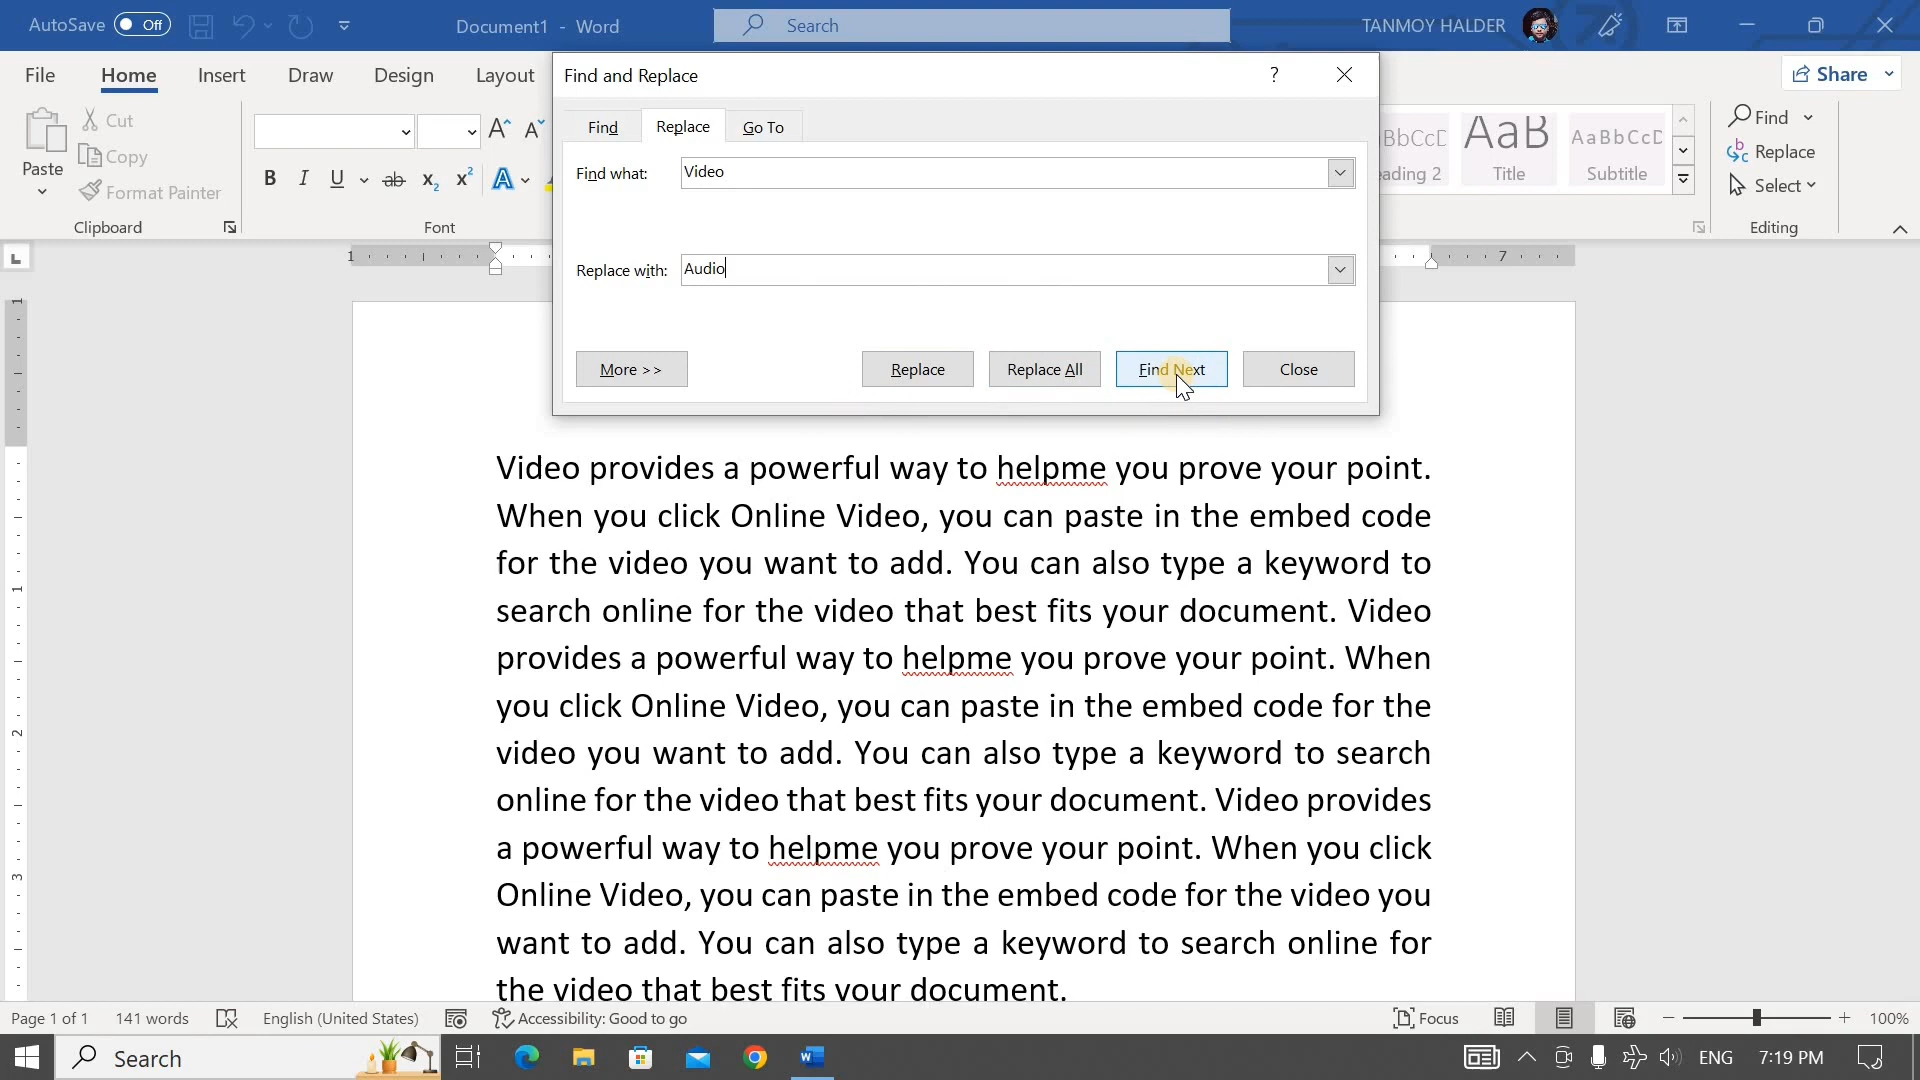 AutoSave Off Document1 - Word Search TANMOY HALDER
File Home Insert Draw Design Layout Share
Find and Replace ?
Find Replace Go To
Find what: Video
Replace with: Audio
More >> Replace Replace All Find Next Close
Paste Cut Copy Format Painter
Clipboard
B I U ab x2 x2 A
Font
BbCcD AaB AaBbCcD
ading 2 Title Subtitle
Find
Replace
Select
Editing
1 7
Video provides a powerful way to helpme you prove your point.
When you click Online Video, you can paste in the embed code
for the video you want to add. You can also type a keyword to
search online for the video that best fits your document. Video
provides a powerful way to helpme you prove your point. When
you click Online Video, you can paste in the embed code for the
video you want to add. You can also type a keyword to search
online for the video that best fits your document. Video provides
a powerful way to helpme you prove your point. When you click
Online Video, you can paste in the embed code for the video you
want to add. You can also type a keyword to search online for
the video that best fits your document.
1
1
2
3
Page 1 of 1 141 words English (United States) Accessibility: Good to go Focus 100%
Search ENG 7:19 PM